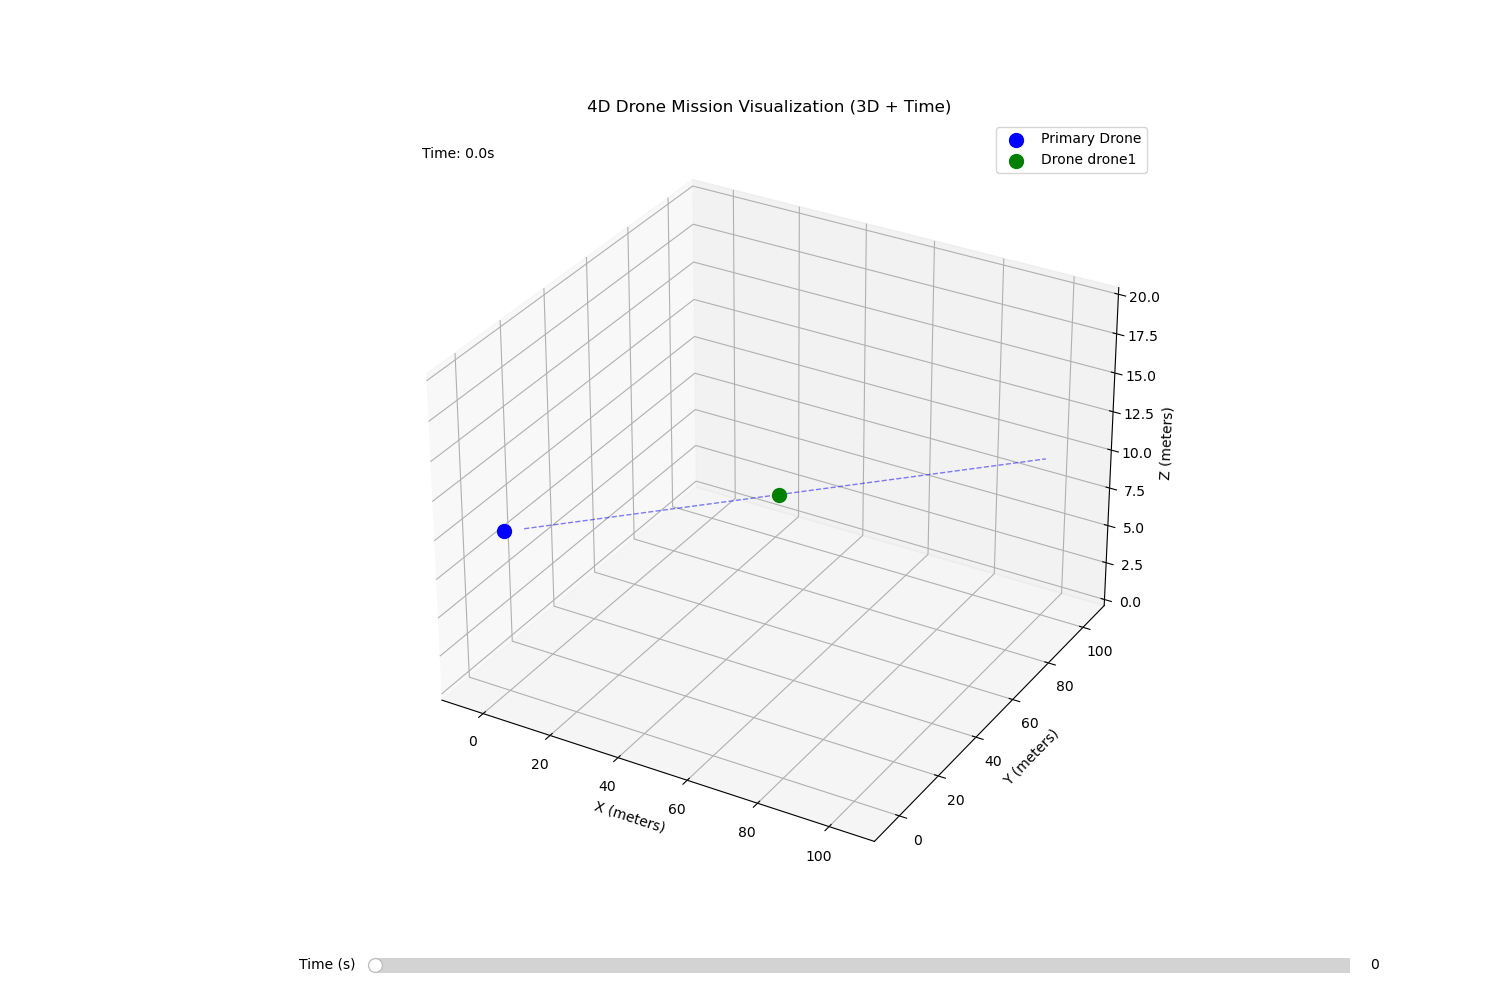 4D Drone Mission Visualization (3D + Time)
Primary Drone
Drone drone1
Time: 0.0s
20.0
17.5
15.0
12.5
10.0
7.5
5.0
2.5
0.0
Z (meters)
100
80
60
40
20
0
Y (meters)
0
20
40
60
80
100
X (meters)
Time (s)
0